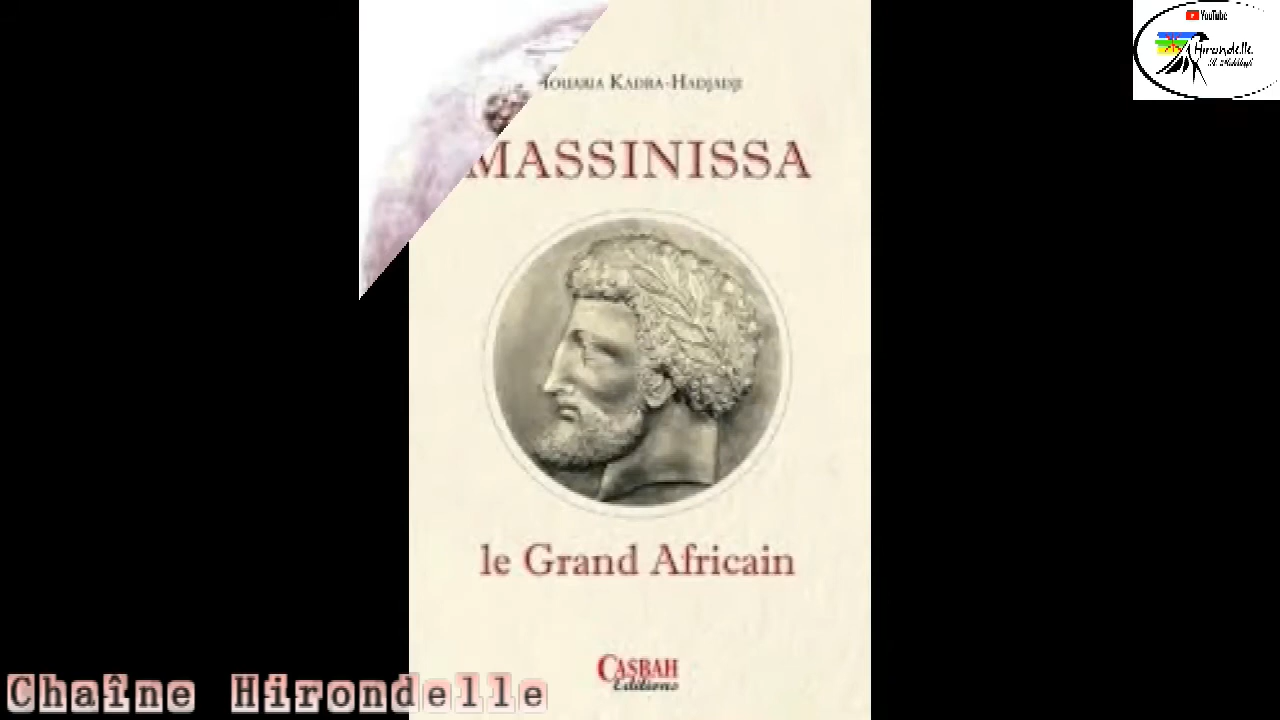 YouTube
Hirondelle
KADRA-HADJADJI
MASSINISSA
le Grand Africain
CASBAH
Editions
Chaîne Hirondelle